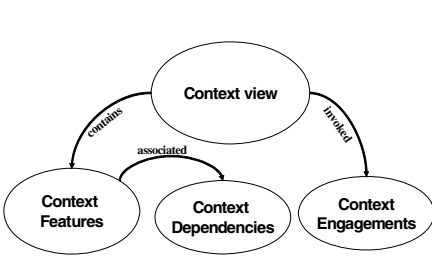 Context view
contains
invoked
associated
Context
Features
Context
Dependencies
Context
Engagements